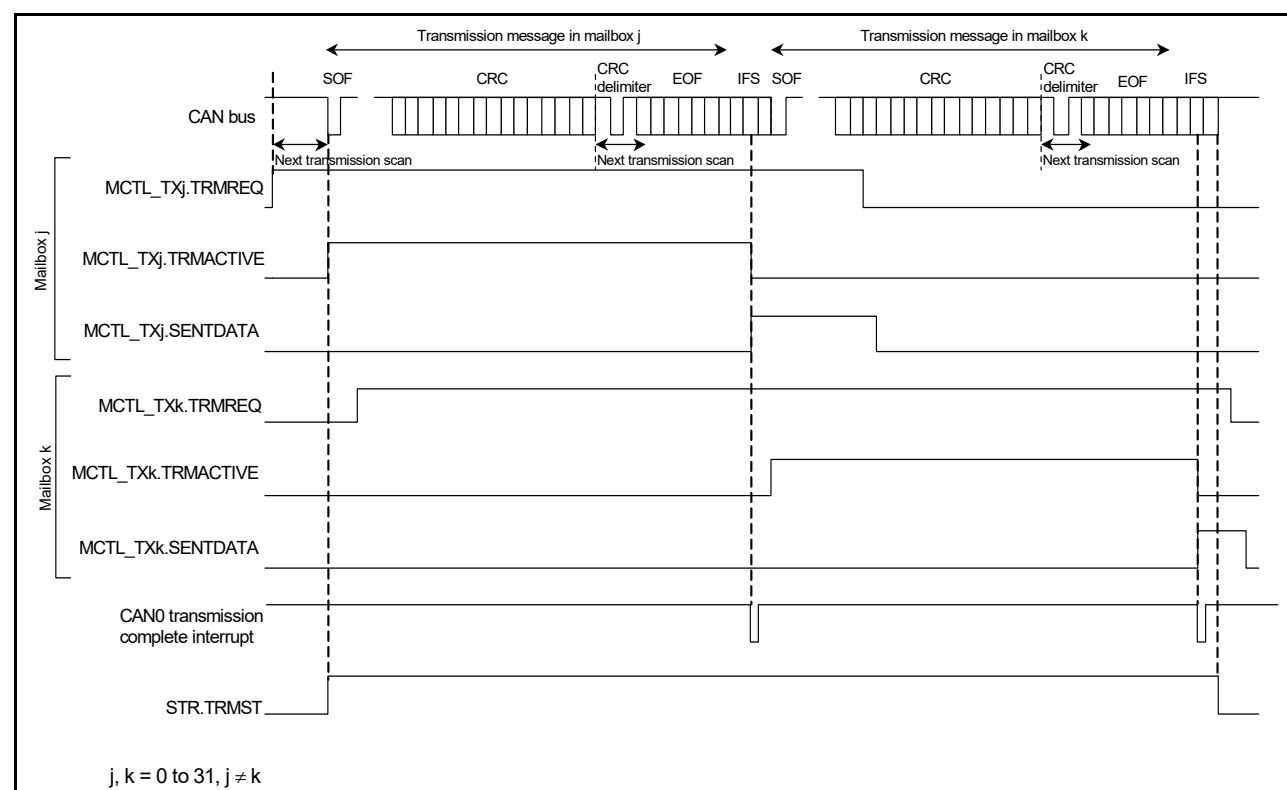 Transmission message in mailbox j
Transmission message in mailbox k
SOF
CRC
CRC
delimiter
EOF
IFS
SOF
CRC
CRC
delimiter
EOF
IFS
CAN bus
Next transmission scan
Next transmission scan
Next transmission scan
Mailbox j
MCTL_TXj.TRMREQ
MCTL_TXj.TRMACTIVE
MCTL_TXj.SENTDATA
Mailbox k
MCTL_TXk.TRMREQ
MCTL_TXk.TRMACTIVE
MCTL_TXk.SENTDATA
CAN0 transmission
complete interrupt
STR.TRMST
j, k = 0 to 31, j ≠ k